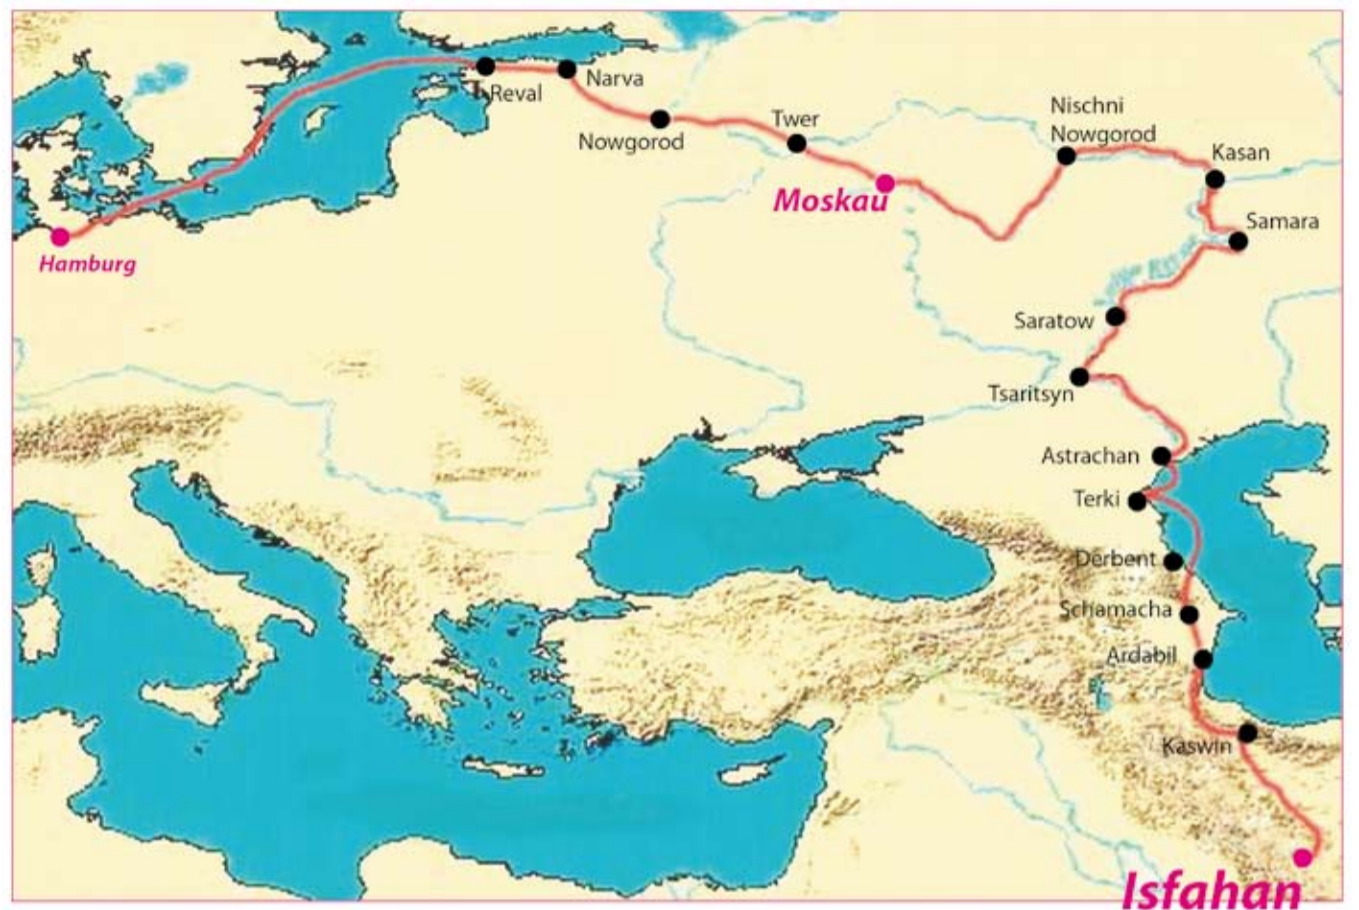 Reval
Narva
Nowgorod
Twer
Moskau
Nischni
Nowgorod
Kasan
Samara
Hamburg
Saratow
Tsaritsyn
Astrachan
Terki
Derbent
Schamacha
Ardabil
Kaswin
Isfahan